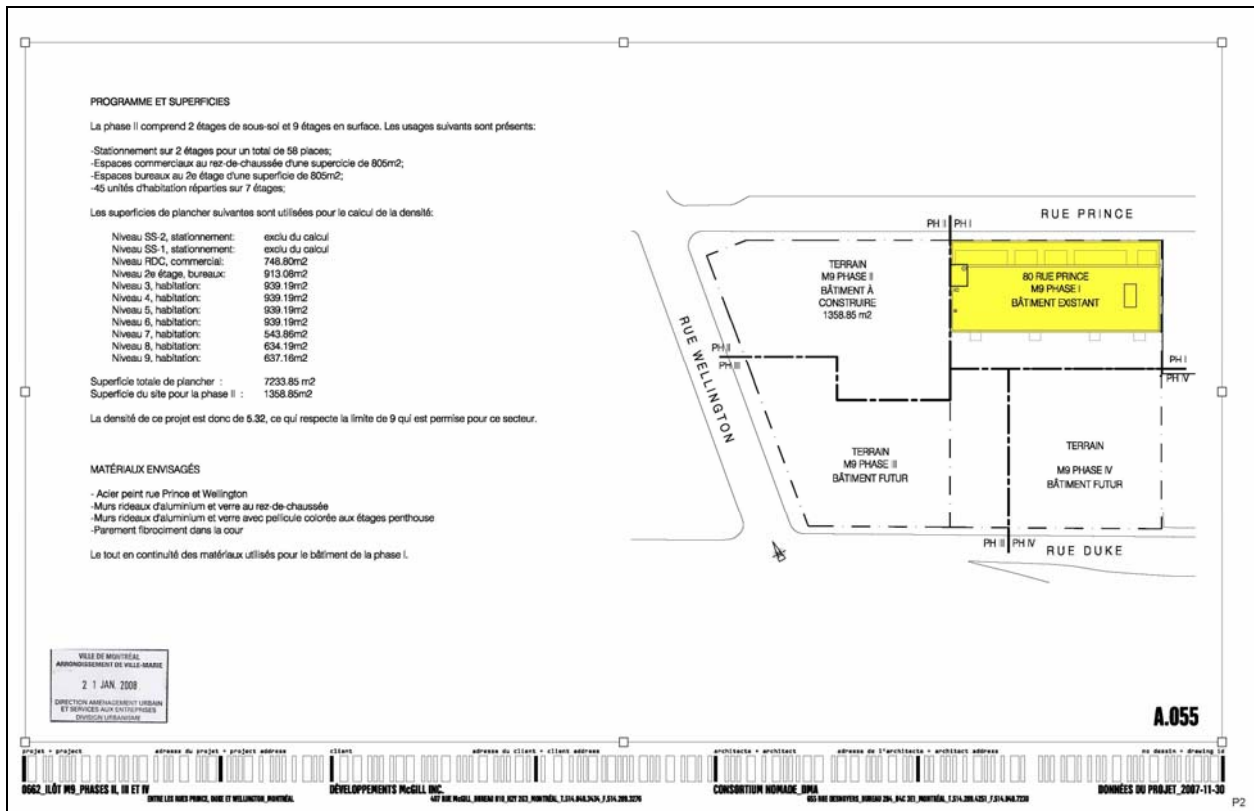 PROGRAMME ET SUPERFICIES
La phase II comprend 2 étages de sous-sol et 9 étages en surface. Les usages suivants sont présents:
-Stationnement sur 2 étages pour un total de 58 places;
-Espaces commerciaux au rez-de-chaussée d'une supercicie de 805m2;
-Espaces bureaux au 2e étage d'une superficie de 805m2;
-45 unités d'habitation réparties sur 7 étages;
Les superficies de plancher suivantes sont utilisées pour le calcul de la densité:
Niveau SS-2, stationnement: exclu du calcul
Niveau SS-1, stationnement: exclu du calcul
Niveau RDC, commercial: 748.80m2
Niveau 2e étage, bureaux: 913.08m2
Niveau 3, habitation: 939.19m2
Niveau 4, habitation: 939.19m2
Niveau 5, habitation: 939.19m2
Niveau 6, habitation: 939.19m2
Niveau 7, habitation: 543.86m2
Niveau 8, habitation: 634.19m2
Niveau 9, habitation: 637.16m2
Superficie totale de plancher : 7233.85 m2
Superficie du site pour la phase II : 1358.85m2
La densité de ce projet est donc de 5.32, ce qui respecte la limite de 9 qui est permise pour ce secteur.
MATÉRIAUX ENVISAGÉS
- Acier peint rue Prince et Wellington
-Murs rideaux d'aluminium et verre au rez-de-chaussée
-Murs rideaux d'aluminium et verre avec pellicule colorée aux étages penthouse
-Parement fibrociment dans la cour
Le tout en continuité des matériaux utilisés pour le bâtiment de la phase I.
RUE PRINCE
PH II PH I
TERRAIN
M9 PHASE II
BÂTIMENT À
CONSTRUIRE
1358.85 m2
80 RUE PRINCE
M9 PHASE I
BÂTIMENT EXISTANT
RUE WELLINGTON
PH II
PH III
PH I
PH IV
TERRAIN
M9 PHASE III
BÂTIMENT FUTUR
TERRAIN
M9 PHASE IV
BÂTIMENT FUTUR
PH III PH IV
RUE DUKE
VILLE DE MONTRÉAL
ARRONDISSEMENT DE VILLE-MARIE
2 1 JAN. 2008
DIRECTION AMÉNAGEMENT URBAIN
ET SERVICES AUX ENTREPRISES
DIVISION URBANISME
A.055
projet + project adresse du projet + project address client adresse du client + client address architecte + architect adresse de l'architecte + architect address no dessin + drawing id
0662_ILÔT M9_PHASES II, III ET IV DÉVELOPPEMENTS McGILL INC. CONSORTIUM NOMADE_DMA DONNÉES DU PROJET_2007-11-30
ENTRE LES RUES PRINCE, DUKE ET WELLINGTON_MONTRÉAL
P2